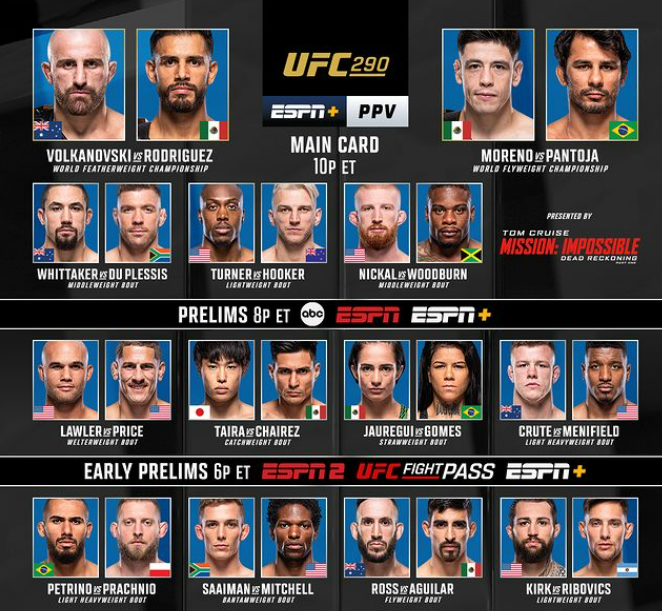 UFC 290
ESPN+ PPV
MAIN CARD
10P ET
VOLKANOVSKI VS RODRIGUEZ
WORLD FEATHERWEIGHT CHAMPIONSHIP
MORENO VS PANTOJA
WORLD FLYWEIGHT CHAMPIONSHIP
WHITTAKER VS DU PLESSIS
MIDDLEWEIGHT BOUT
TURNER VS HOOKER
LIGHTWEIGHT BOUT
NICKAL VS WOODBURN
MIDDLEWEIGHT BOUT
PRESENTED BY
TOM CRUISE
MISSION: IMPOSSIBLE
DEAD RECKONING
PART ONE
PRELIMS 8P ET abc ESPN ESPN+
LAWLER VS PRICE
WELTERWEIGHT BOUT
TAIRA VS CHAIREZ
CATCHWEIGHT BOUT
JAUREGUI VS GOMES
STRAWWEIGHT BOUT
CRUTE VS MENIFIELD
LIGHT HEAVYWEIGHT BOUT
EARLY PRELIMS 6P ET ESPN2 UFC FIGHT PASS ESPN+
PETRINO VS PRACHNIO
LIGHT HEAVYWEIGHT BOUT
SAAIMAN VS MITCHELL
BANTAMWEIGHT BOUT
ROSS VS AGUILAR
FLYWEIGHT BOUT
KIRK VS RIBOVICS
LIGHTWEIGHT BOUT